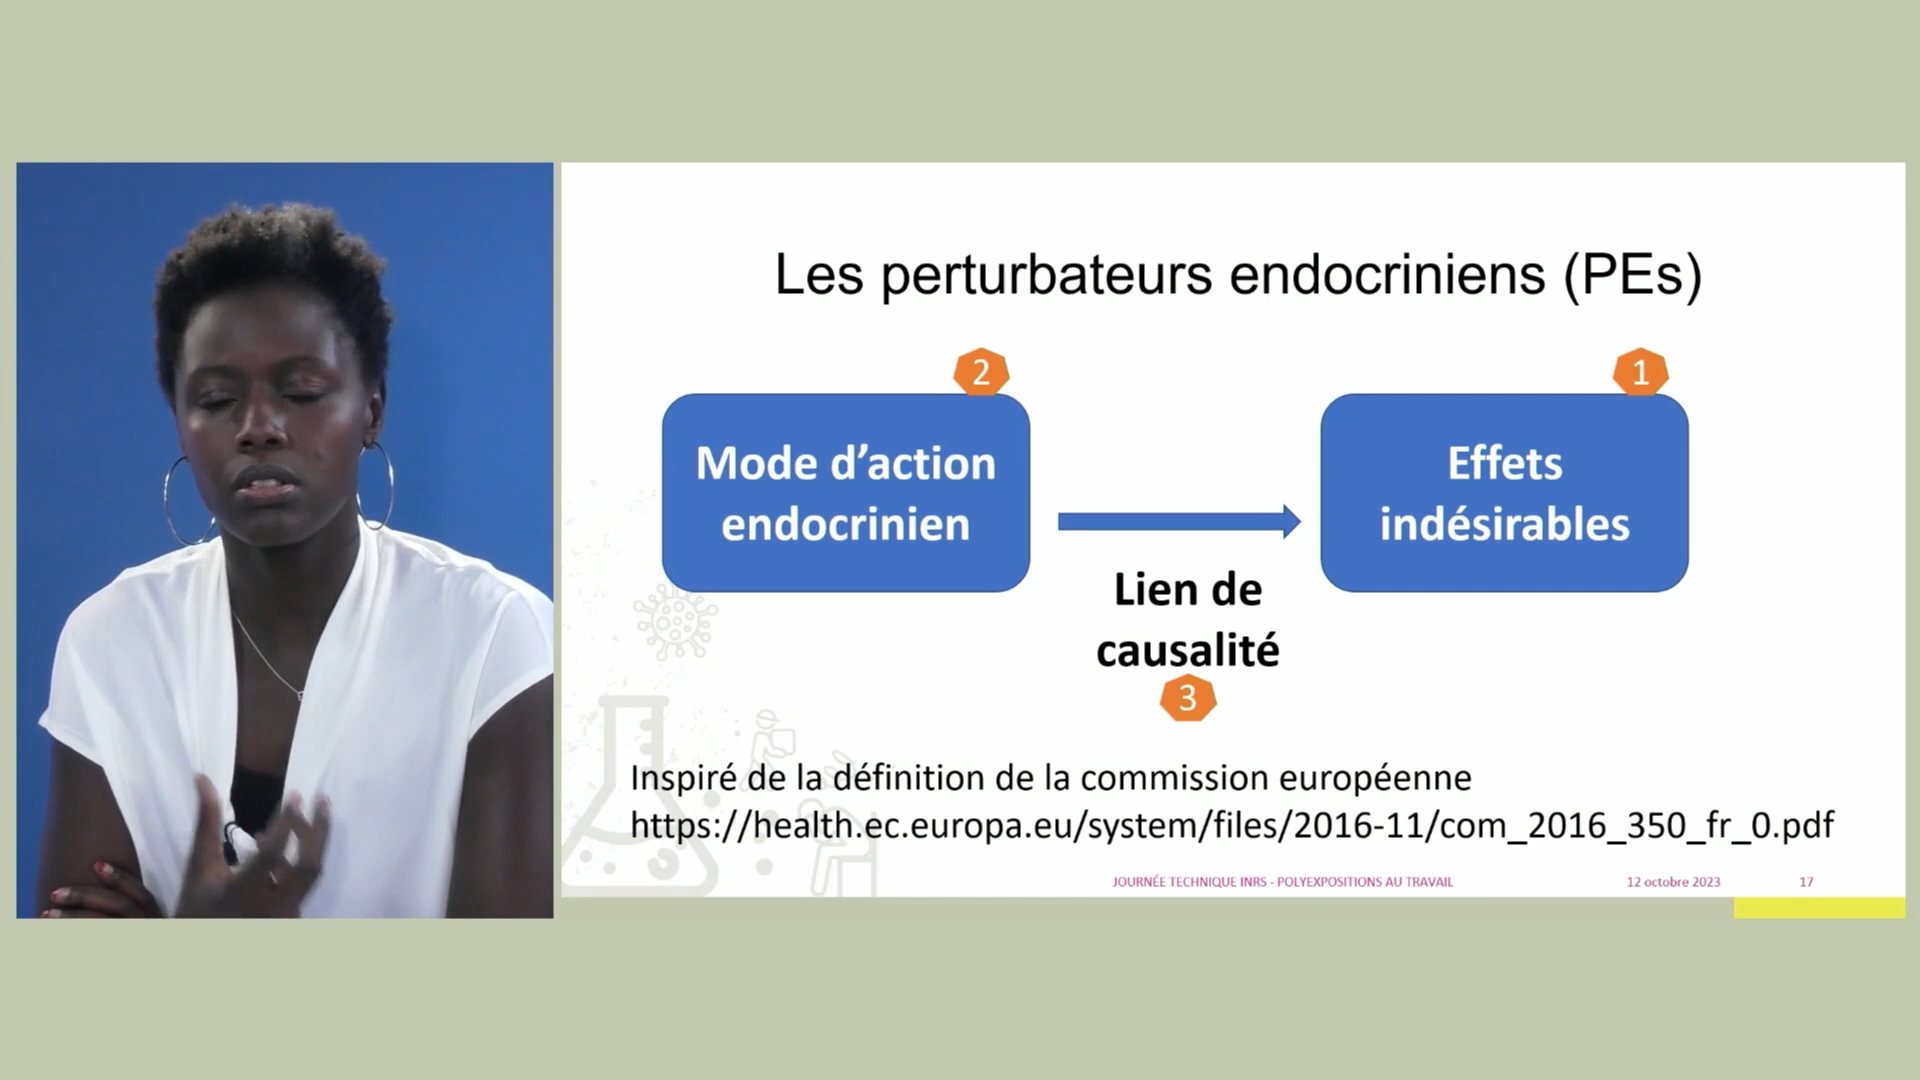 Les perturbateurs endocriniens (PEs)
2
Mode d’action
endocrinien
1
Effets
indésirables
Lien de
causalité
3
Inspiré de la définition de la commission européenne
https://health.ec.europa.eu/system/files/2016-11/com_2016_350_fr_0.pdf
JOURNÉE TECHNIQUE INRS - POLYEXPOSITIONS AU TRAVAIL
12 octobre 2023
17